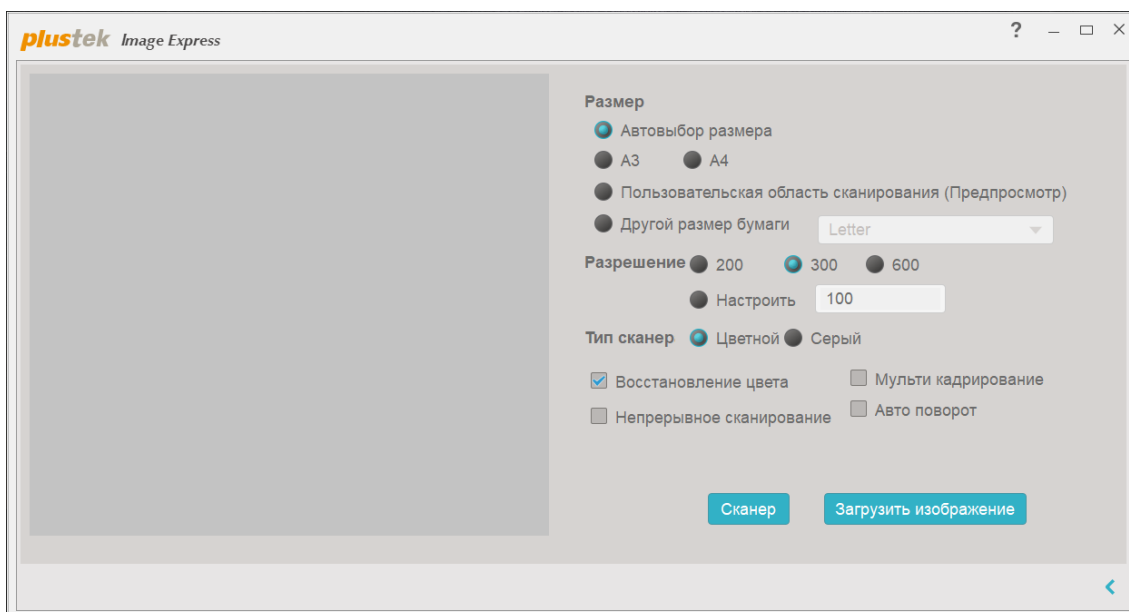 plustek Image Express
?
Размер
Автовыбор размера
A3 A4
Пользовательская область сканирования (Предпросмотр)
Другой размер бумаги Letter
Разрешение 200 300 600
Настроить 100
Тип сканер Цветной Серый
Восстановление цвета Мульти кадрирование
Непрерывное сканирование Авто поворот
Сканер Загрузить изображение